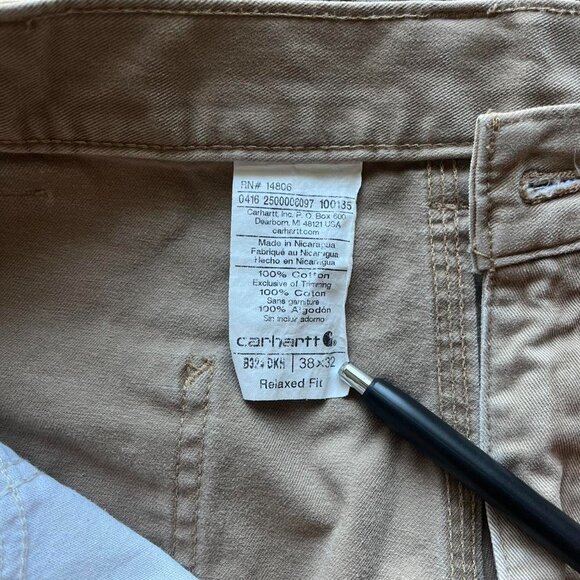 RN# 14806
0416 2500006097 100135
Carhartt, Inc. P. O. Box 600
Dearborn, MI 48121 USA
carhartt.com
Made in Nicaragua
Fabriqué au Nicaragua
Hecho en Nicaragua
100% Cotton
Exclusive of Trimming
100% Coton
Sans garniture
100% Algodón
Sin incluir adorno
carhartt
DKH 38x32
Relaxed Fit